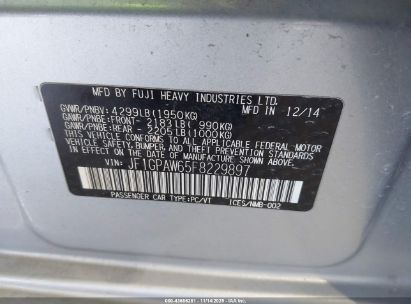 MFD BY FUJI HEAVY INDUSTRIES LTD.
GVWR/PNBV: 4299LB(1950KG) MFD IN 12/14
GAWR/PNBE: FRONT- 2183LB( 990KG)
GAWR/PNBE: REAR - 2205LB(1000KG)
THIS VEHICLE CONFORMS TO ALL APPLICABLE FEDERAL MOTOR
VEHICLE SAFETY, BUMPER, AND THEFT PREVENTION STANDARDS
IN EFFECT ON THE DATE OF MANUFACTURE SHOWN ABOVE.
VIN: JF1GPAW65F8229897
PASSENGER CAR TYPE:PC/VT ICES/NMB-002